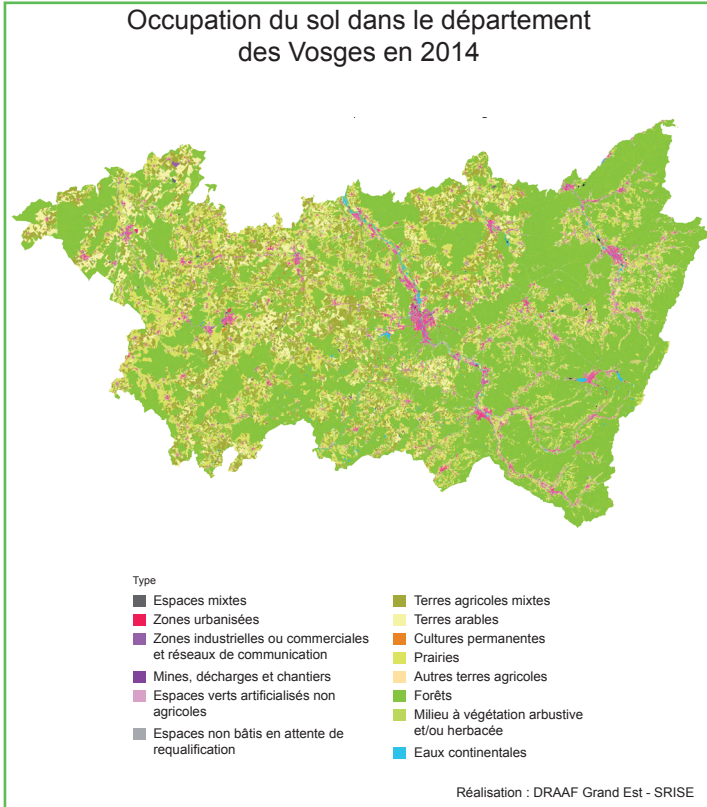 Occupation du sol dans le département
des Vosges en 2014
Type
Espaces mixtes
Zones urbanisées
Zones industrielles ou commerciales
et réseaux de communication
Mines, décharges et chantiers
Espaces verts artificialisés non
agricoles
Espaces non bâtis en attente de
requalification
Terres agricoles mixtes
Terres arables
Cultures permanentes
Prairies
Autres terres agricoles
Forêts
Milieu à végétation arbustive
et/ou herbacée
Eaux continentales
Réalisation : DRAAF Grand Est - SRISE